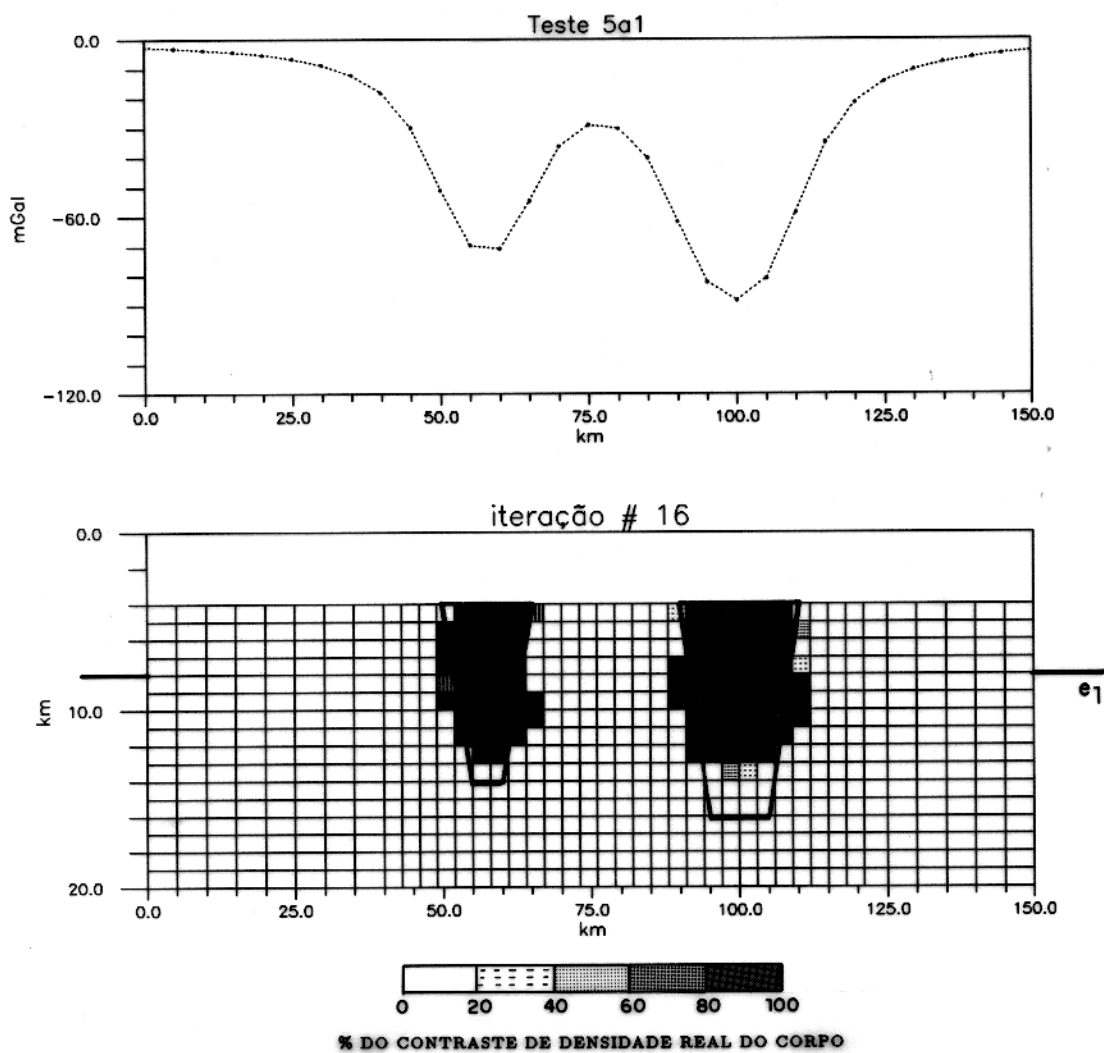 Teste 5a1
0.0
mGal
-60.0
-120.0
0.0 25.0 50.0 75.0 100.0 125.0 150.0
km
iteração # 16
0.0
km
10.0
e1
20.0
0.0 25.0 50.0 75.0 100.0 125.0 150.0
km
0 20 40 60 80 100
% DO CONTRASTE DE DENSIDADE REAL DO CORPO